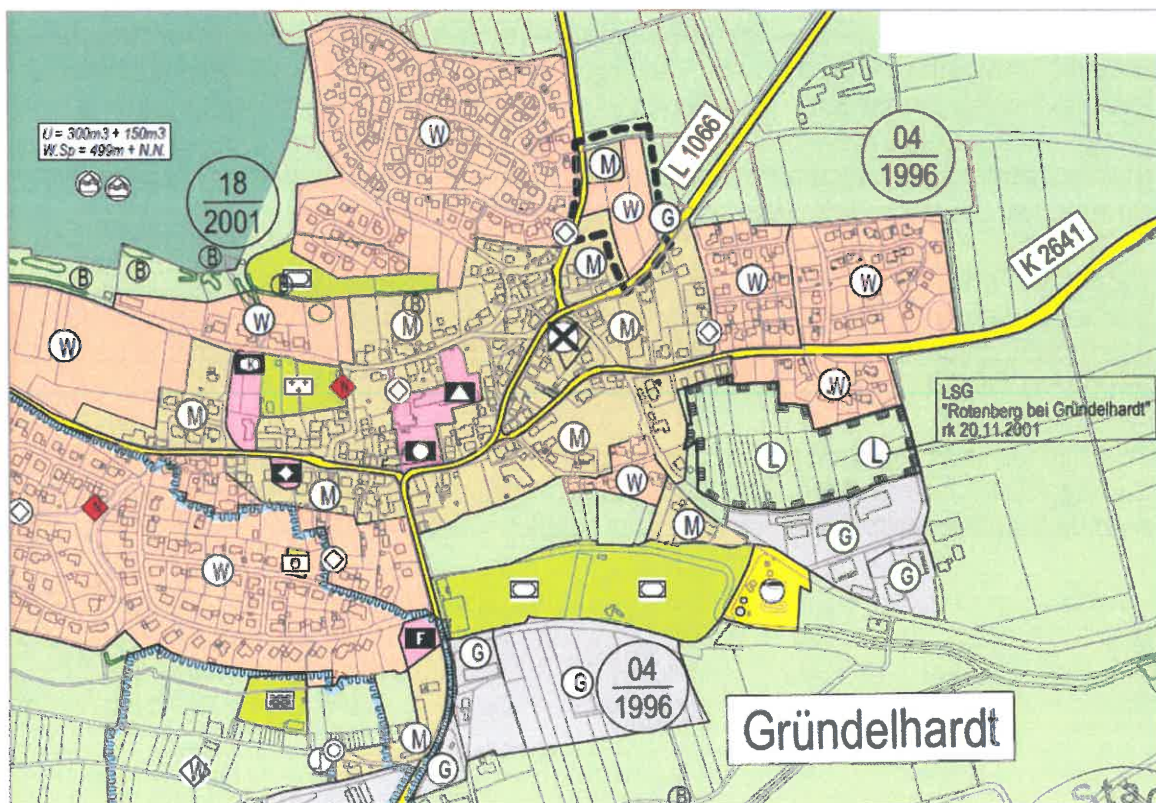 U = 300m3 + 150m3
W.Sp = 499m + N.N.
18
2001
B
B
B
B
W
W
W
M
M
K
N
W
M
M
W
G
M
M
L 1066
04
1996
K 2641
W
W
W
LSG
"Rotenberg bei Gründelhardt"
rk 20.11.2001
L
L
M
W
M
G
G
M
N
W
F
G
G
04
1996
M
G
W
B
Gründelhardt